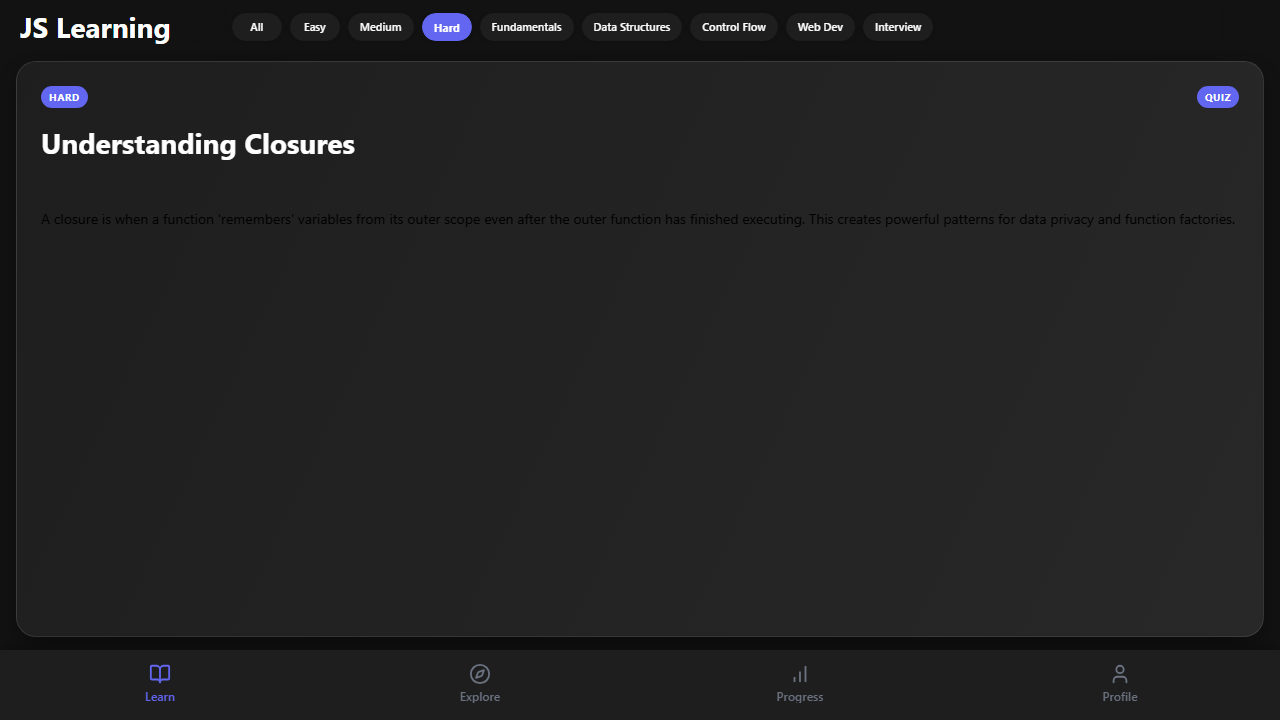 JS Learning
All Easy Medium Hard Fundamentals Data Structures Control Flow Web Dev Interview
HARD QUIZ
Understanding Closures
A closure is when a function 'remembers' variables from its outer scope even after the outer function has finished executing. This creates powerful patterns for data privacy and function factories.
Learn Explore Progress Profile